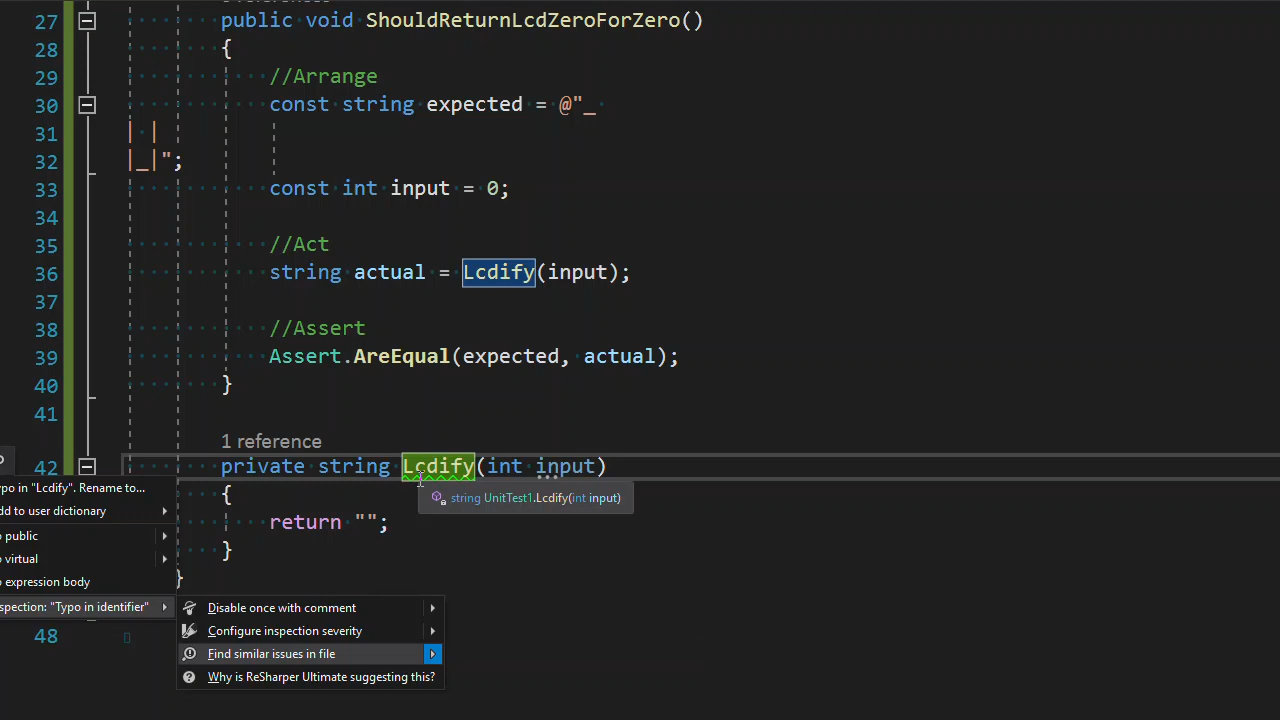 27 public void ShouldReturnLcdZeroForZero()
28 {
29 //Arrange
30 const string expected = @"_
31 | |
32 |_|";
33 const int input = 0;
34
35 //Act
36 string actual = Lcdify(input);
37
38 //Assert
39 Assert.AreEqual(expected, actual);
40 }
41
1 reference
42 private string Lcdify(int input)
ypo in "Lcdify". Rename to...
{
string UnitTest1.Lcdify(int input)
dd to user dictionary
return "";
o public
}
o virtual
o expression body
}
spection: "Typo in identifier"
Disable once with comment
Configure inspection severity
48
Find similar issues in file
Why is ReSharper Ultimate suggesting this?